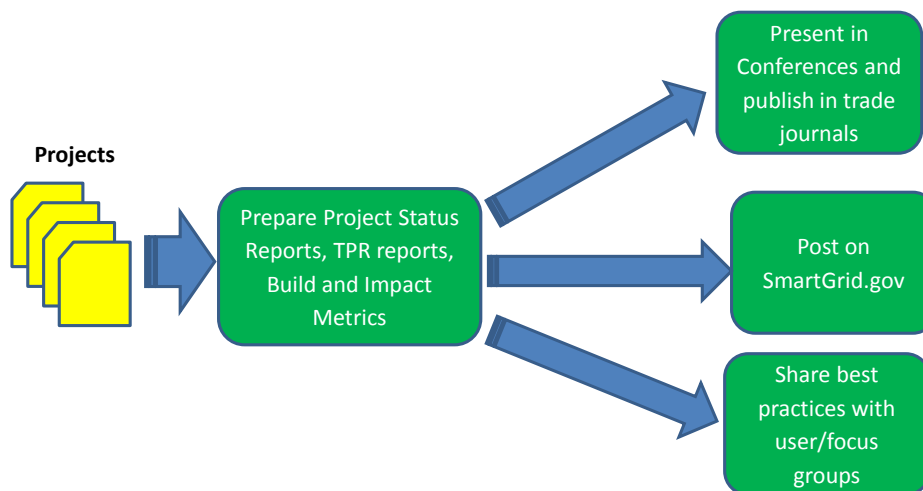 Projects
Prepare Project Status
Reports, TPR reports,
Build and Impact
Metrics
Present in
Conferences and
publish in trade
journals
Post on
SmartGrid.gov
Share best
practices with
user/focus
groups